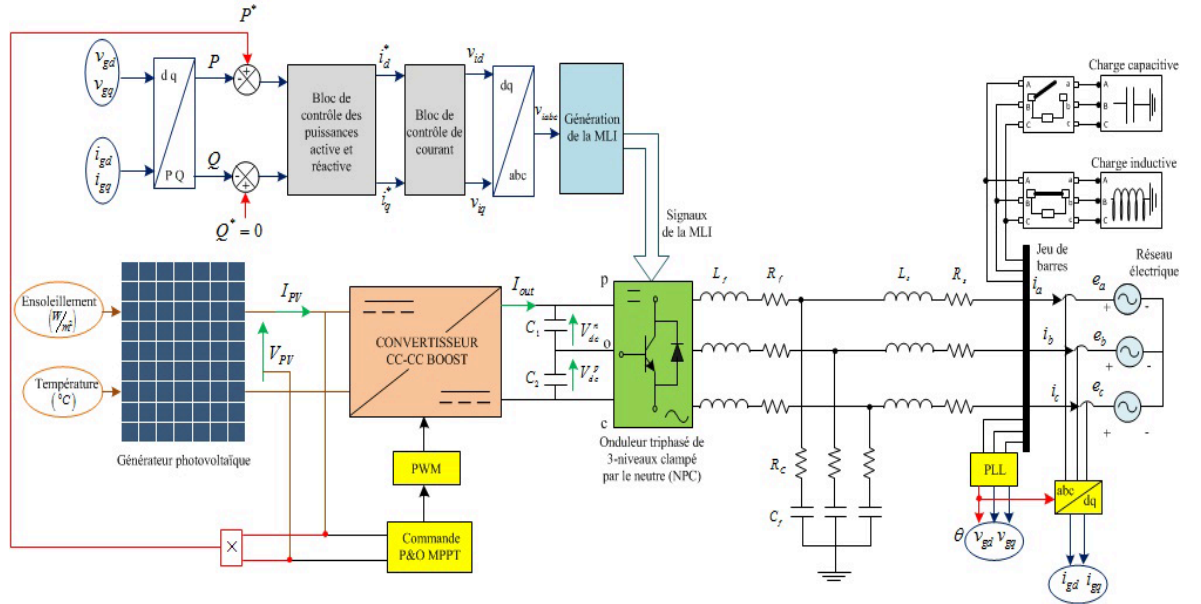 P*
v_gd
v_gq
i_gd
i_gq
dq
PQ
P
Q
+
-
-
+
Q* = 0
Bloc de
contrôle des
puissances
active et
réactive
i_d*
i_q*
Bloc de
contrôle de
courant
v_id
v_iq
dq
abc
v_iabc
Génération
de la MLI
Signaux
de la MLI
Charge capacitive
A
B
C
a
b
c
A
B
C
Charge inductive
A
B
C
a
b
c
A
B
C
Jeu de
barres
Réseau
électrique
Ensoleillement
(W/m²)
Température
(°C)
Générateur photovoltaïque
I_PV
V_PV
CONVERTISSEUR
CC-CC BOOST
I_out
C_1
C_2
V_dc^n
V_dc^p
p
o
c
Onduleur triphasé de
3-niveaux clampé
par le neutre (NPC)
L_f
R_f
L_s
R_s
R_C
C_f
i_a
i_b
i_c
e_a
e_b
e_c
+
-
+
-
+
-
PWM
Commande
P&O MPPT
×
PLL
abc
dq
θ
v_gd v_gq
i_gd i_gq